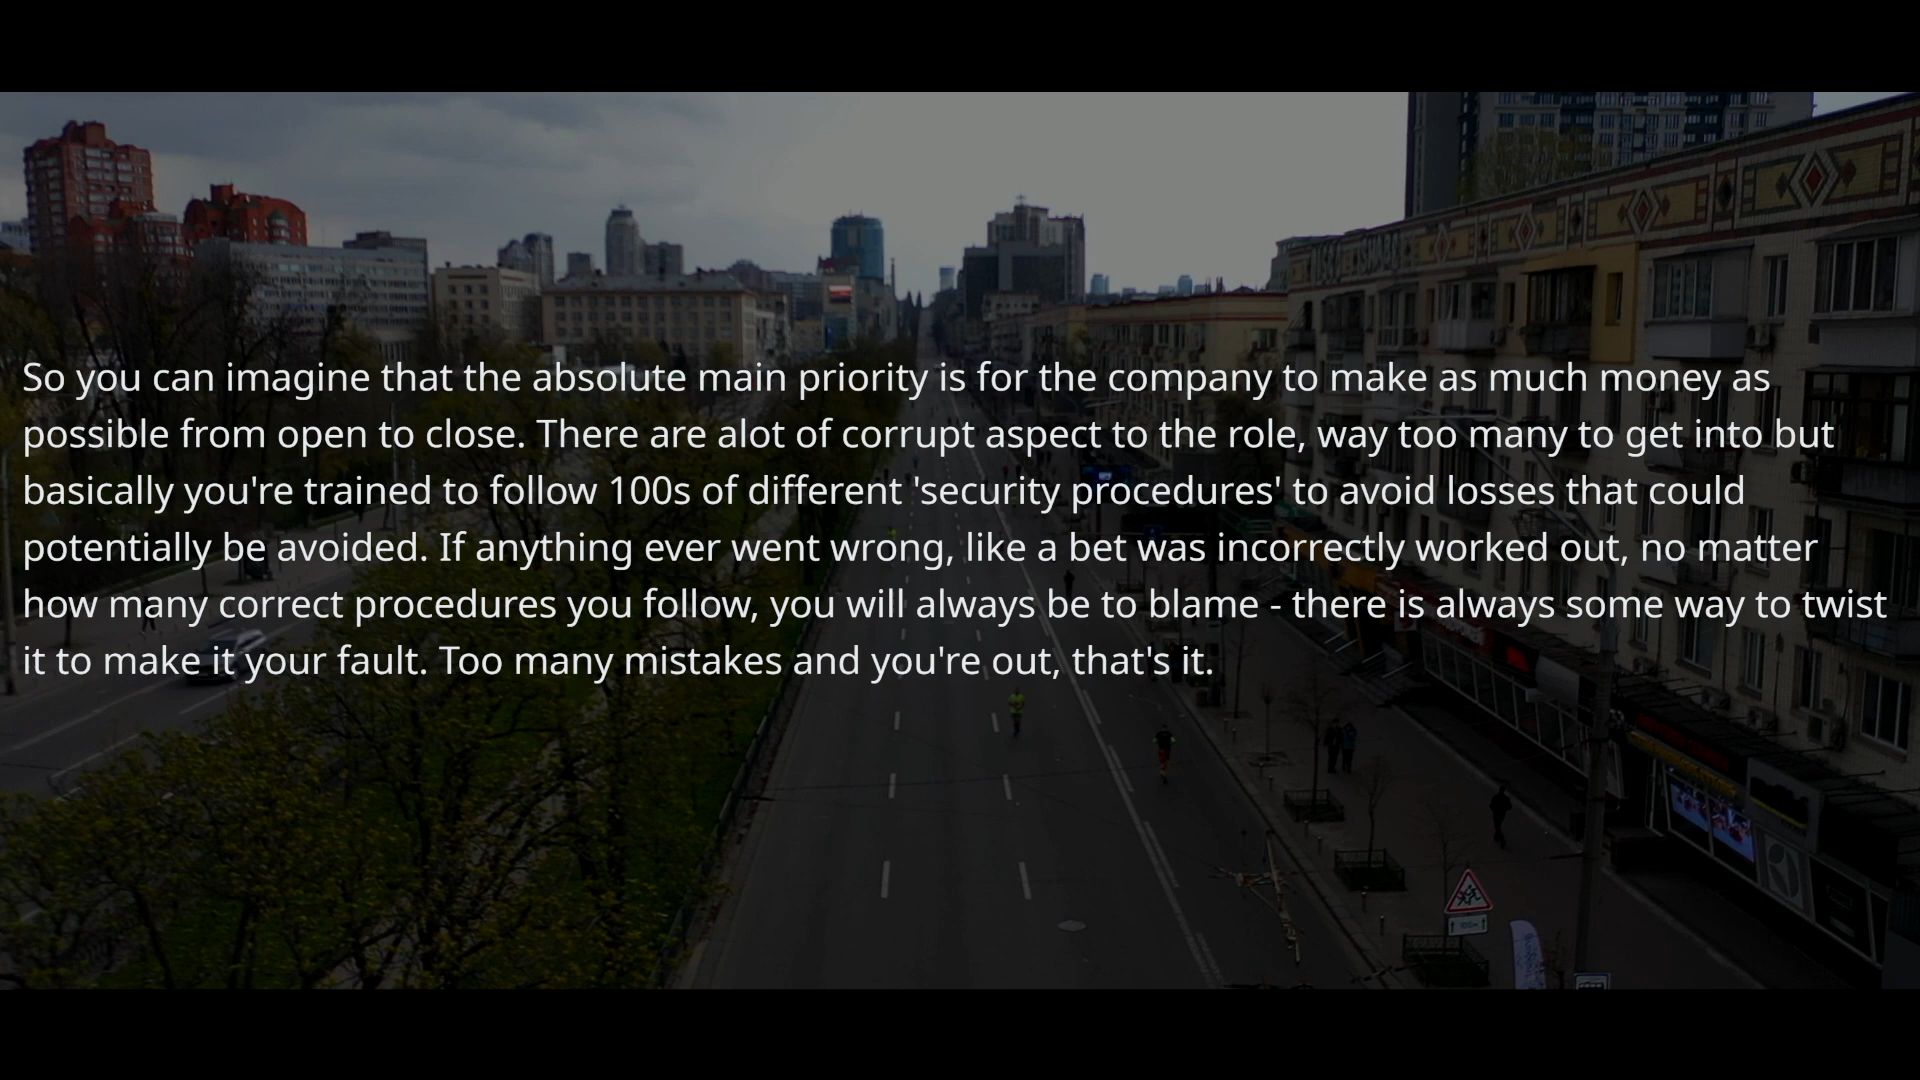 So you can imagine that the absolute main priority is for the company to make as much money as
possible from open to close. There are alot of corrupt aspect to the role, way too many to get into but
basically you're trained to follow 100s of different 'security procedures' to avoid losses that could
potentially be avoided. If anything ever went wrong, like a bet was incorrectly worked out, no matter
how many correct procedures you follow, you will always be to blame - there is always some way to twist
it to make it your fault. Too many mistakes and you're out, that's it.